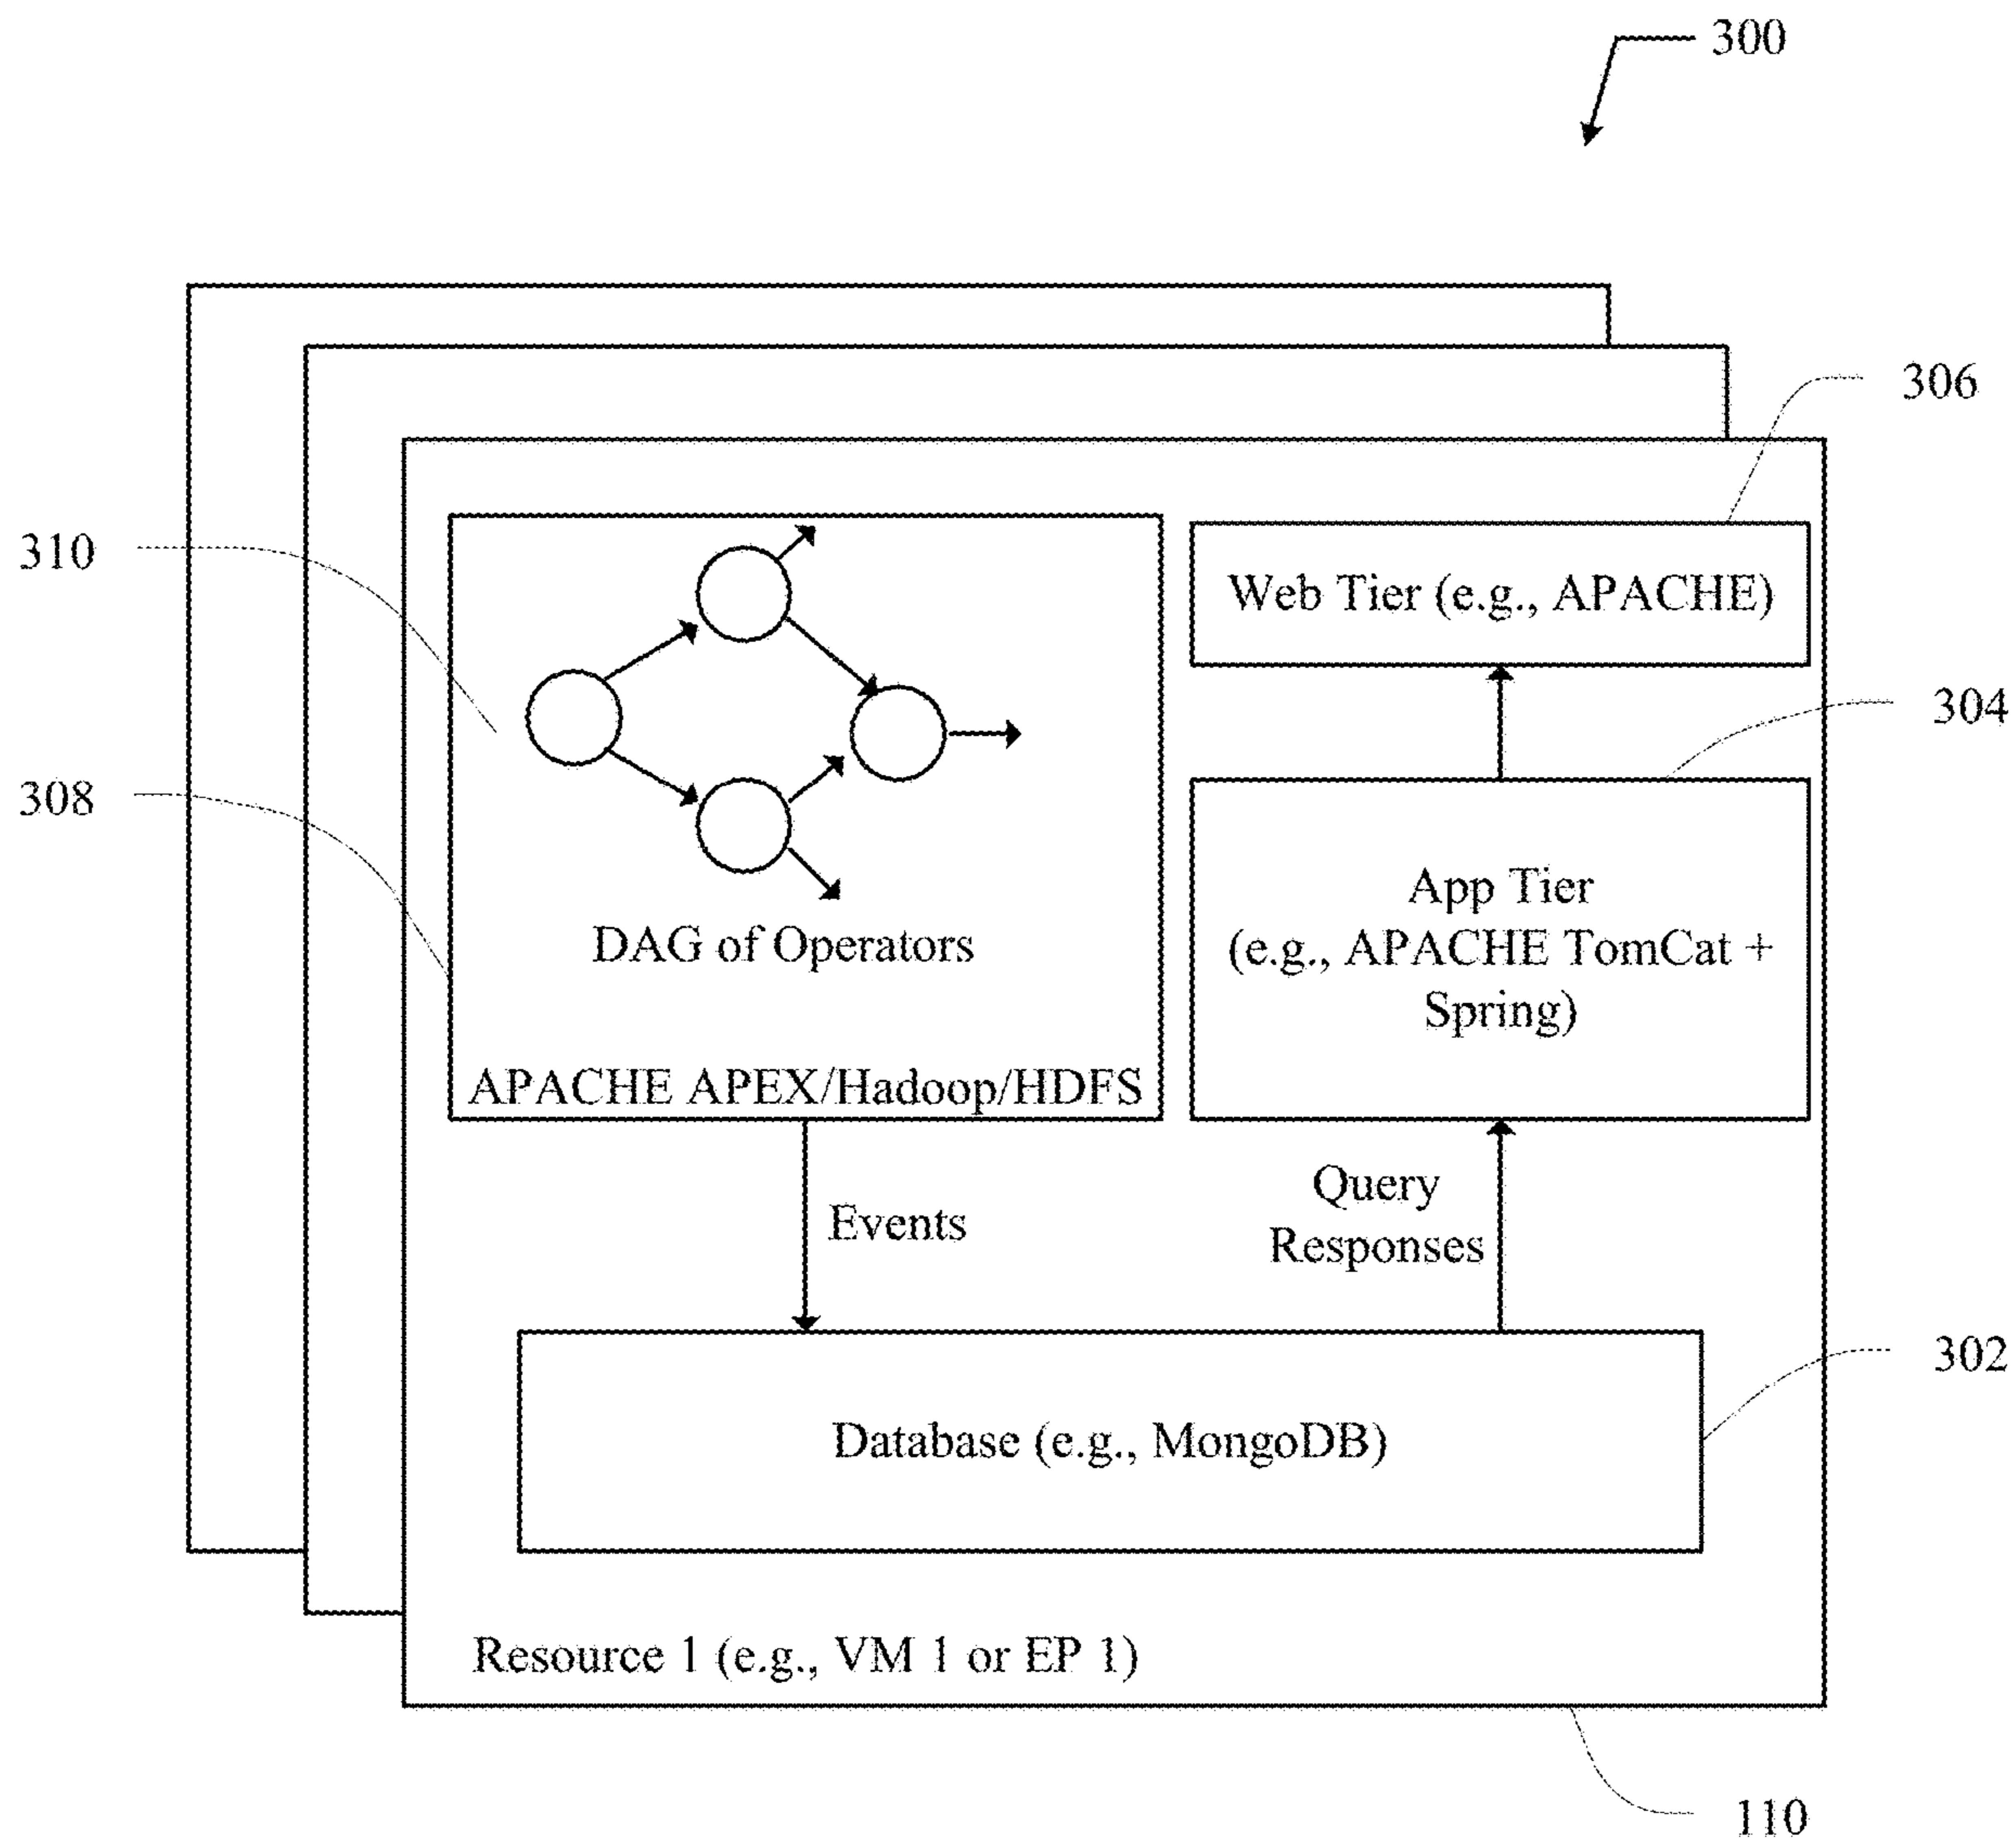 300
306
310
Web Tier (e.g., APACHE)
304
308
App Tier
(e.g., APACHE TomCat +
Spring)
DAG of Operators
APACHE APEX/Hadoop/HDFS
Events
Query
Responses
302
Database (e.g., MongoDB)
Resource 1 (e.g., VM 1 or EP 1)
110